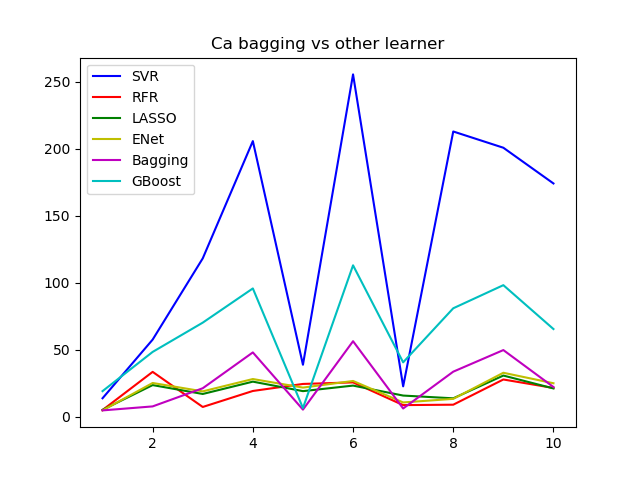 Ca bagging vs other learner
SVR
RFR
LASSO
ENet
Bagging
GBoost
250
200
150
100
50
0
2 4 6 8 10